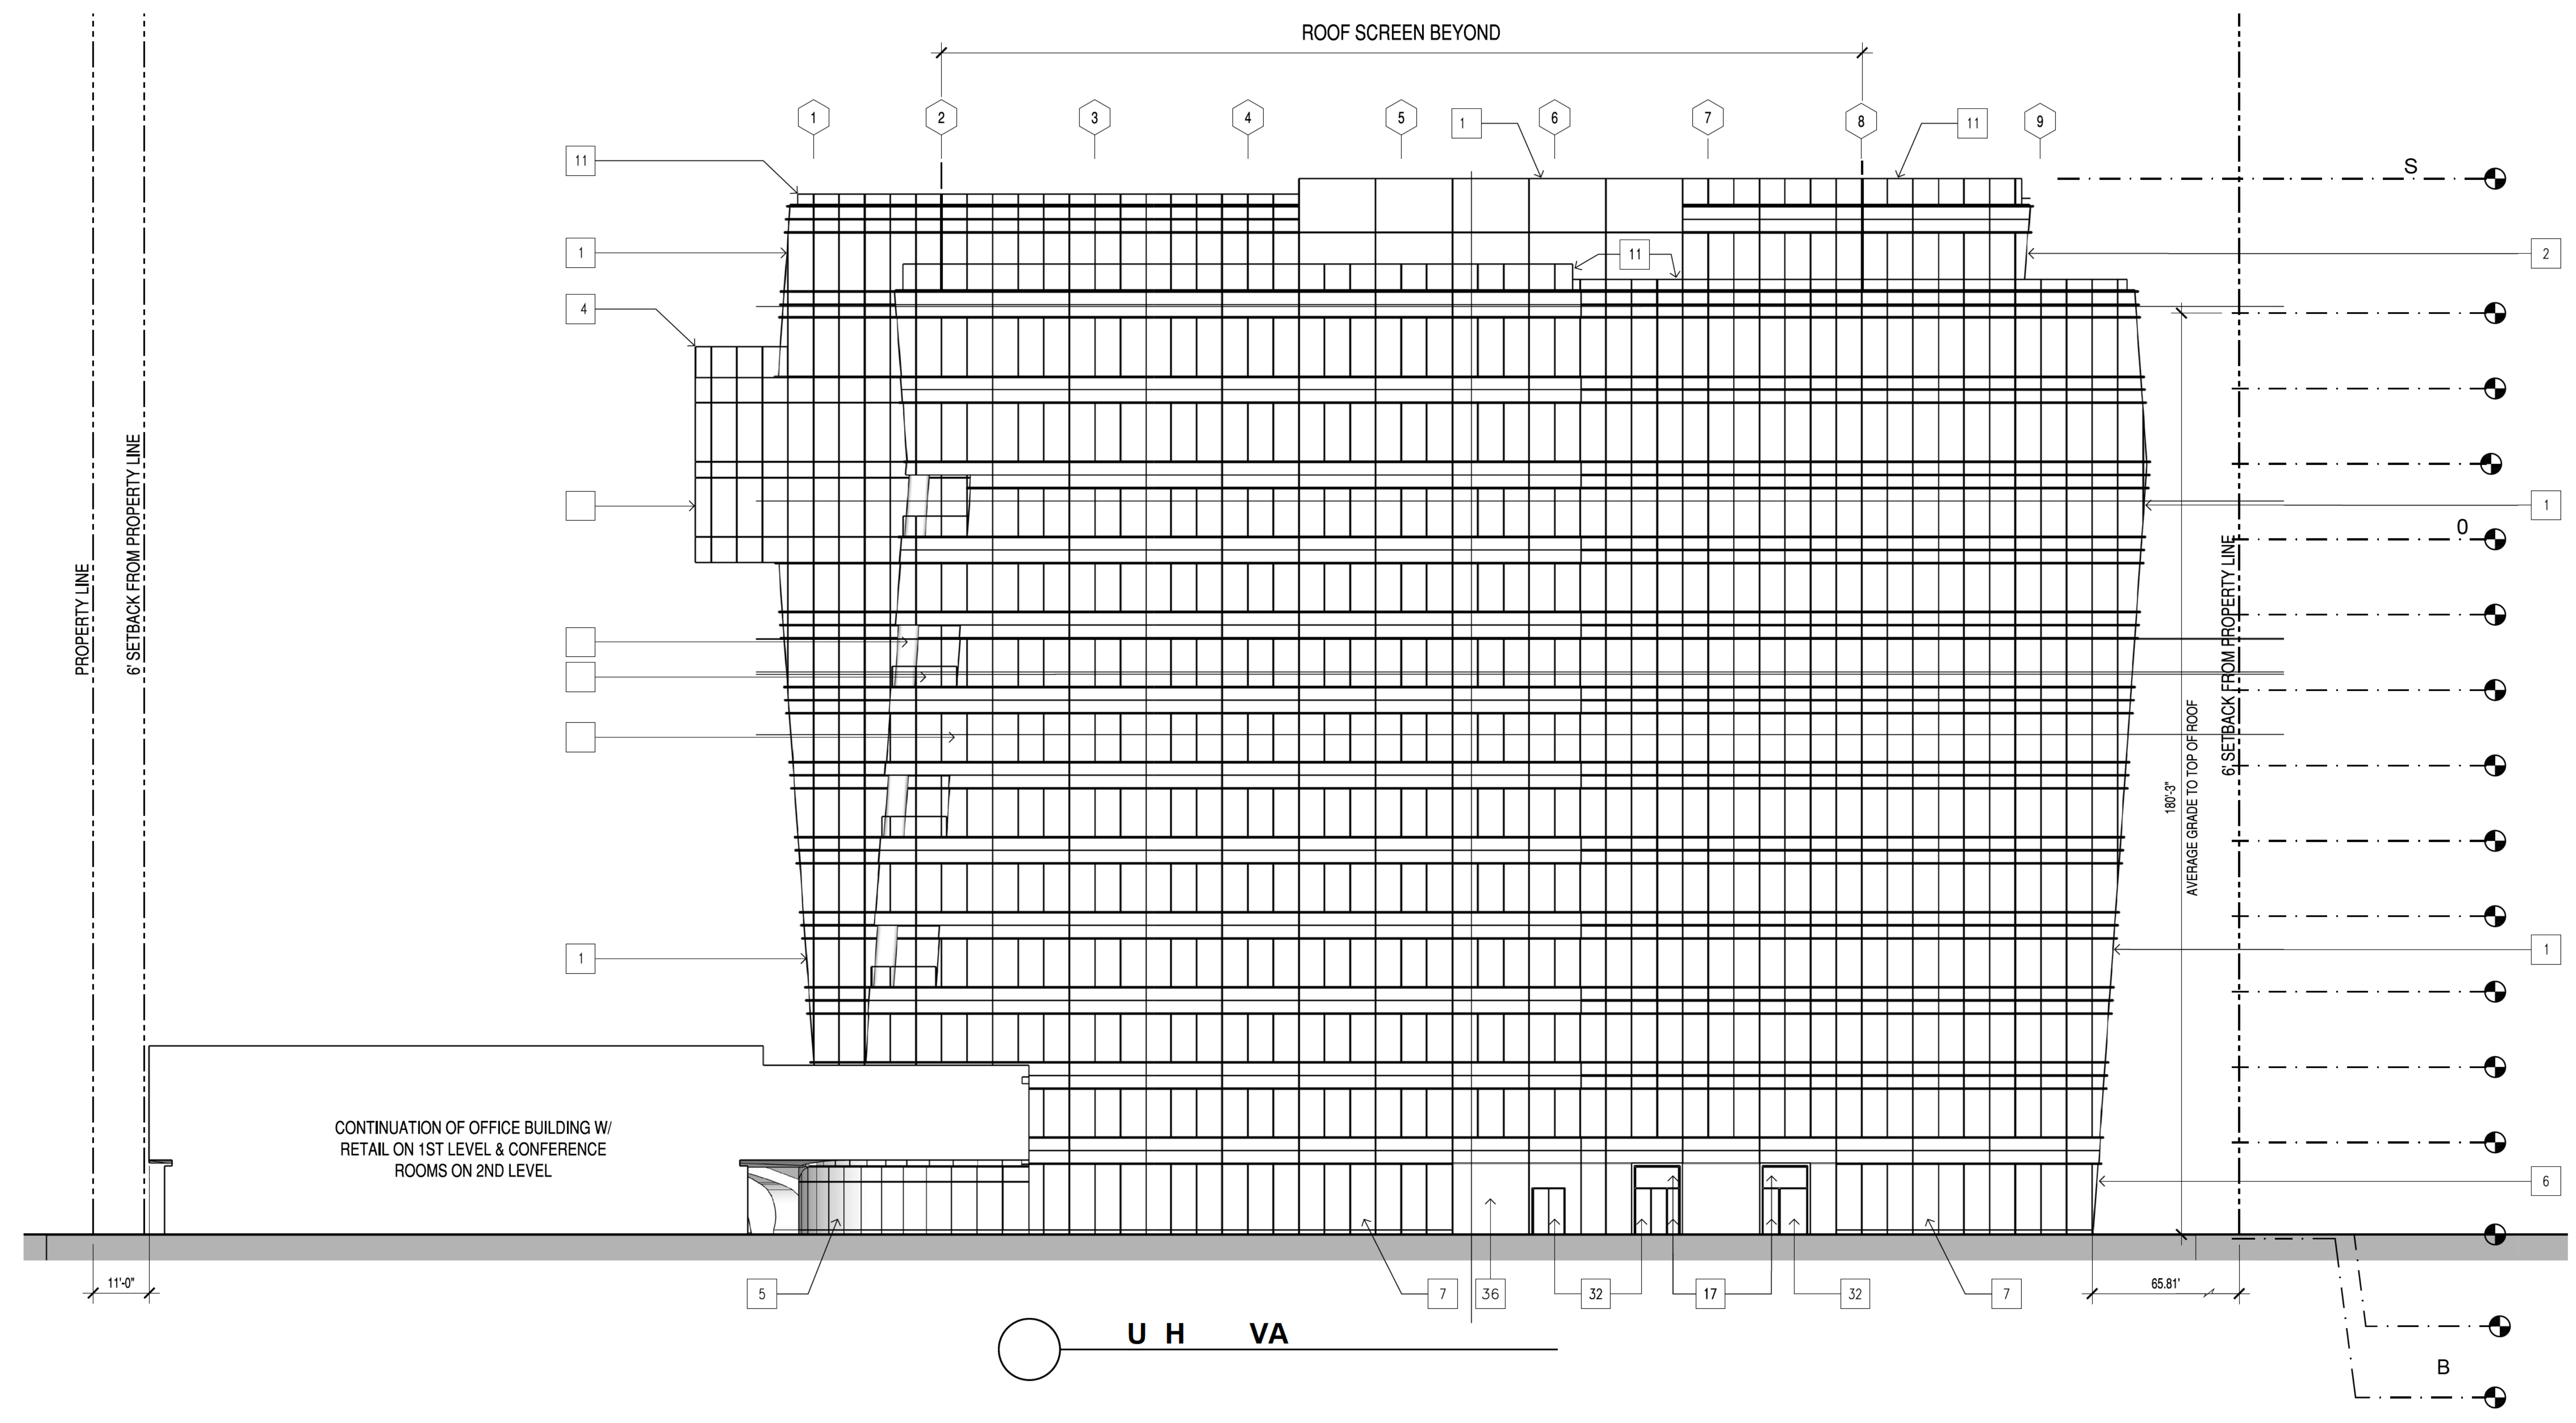 ROOF SCREEN BEYOND
1
2
3
4
5
1
6
7
8
11
9
11
S
1
11
2
4
1
0
PROPERTY LINE
6' SETBACK FROM PROPERTY LINE
6' SETBACK FROM PROPERTY LINE
180'-3"
AVERAGE GRADE TO TOP OF ROOF
1
1
CONTINUATION OF OFFICE BUILDING W/
RETAIL ON 1ST LEVEL & CONFERENCE
ROOMS ON 2ND LEVEL
6
11'-0"
5
7
36
32
17
32
7
65.81'
U H VA
B